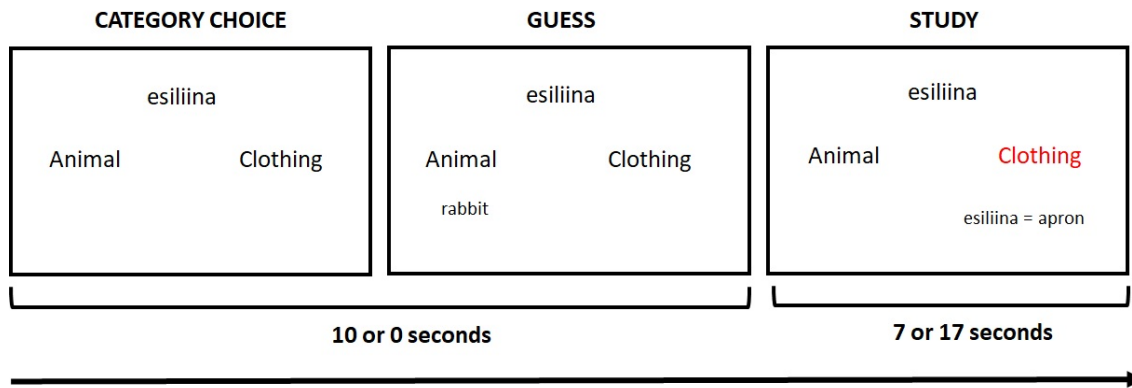 CATEGORY CHOICE
GUESS
STUDY
esiliina
Animal
Clothing
esiliina
Animal
Clothing
rabbit
esiliina
Animal
Clothing
esiliina = apron
10 or 0 seconds
7 or 17 seconds